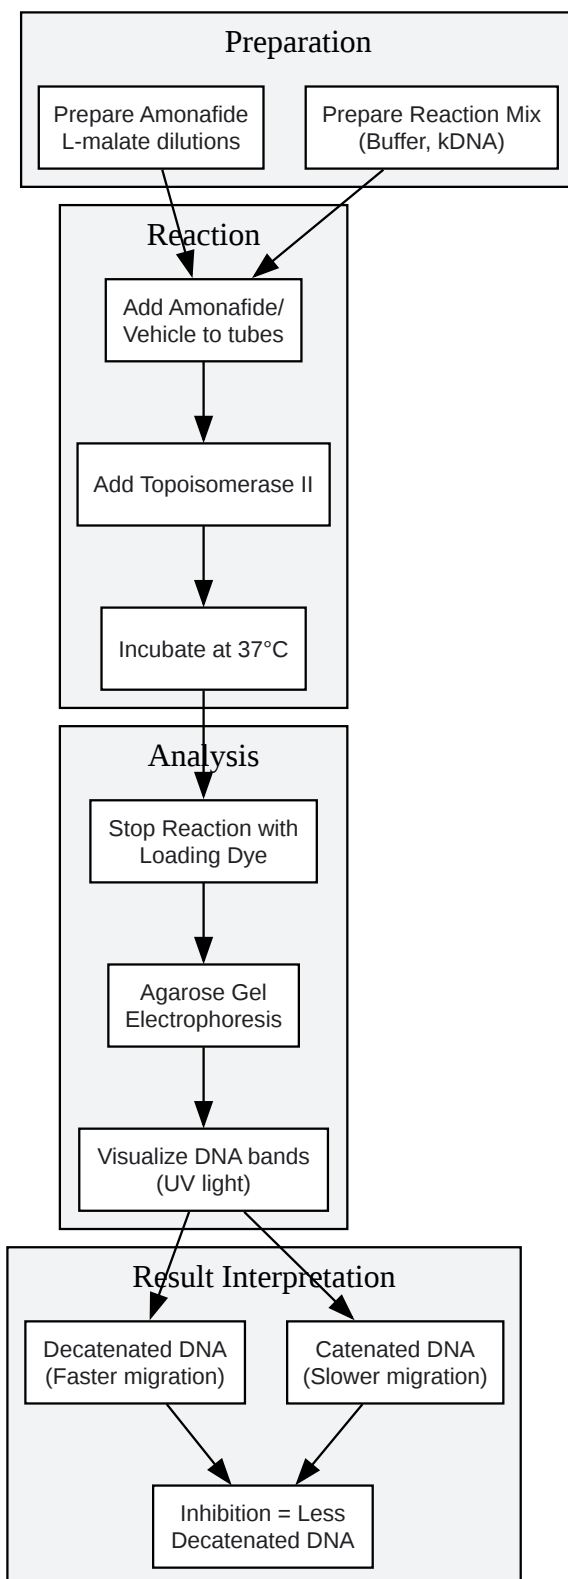 Preparation
Prepare Amonafide
L-malate dilutions
Prepare Reaction Mix
(Buffer, kDNA)
Reaction
Add Amonafide/
Vehicle to tubes
Add Topoisomerase II
Incubate at 37°C
Analysis
Stop Reaction with
Loading Dye
Agarose Gel
Electrophoresis
Visualize DNA bands
(UV light)
Result Interpretation
Decatenated DNA
(Faster migration)
Catenated DNA
(Slower migration)
Inhibition = Less
Decatenated DNA